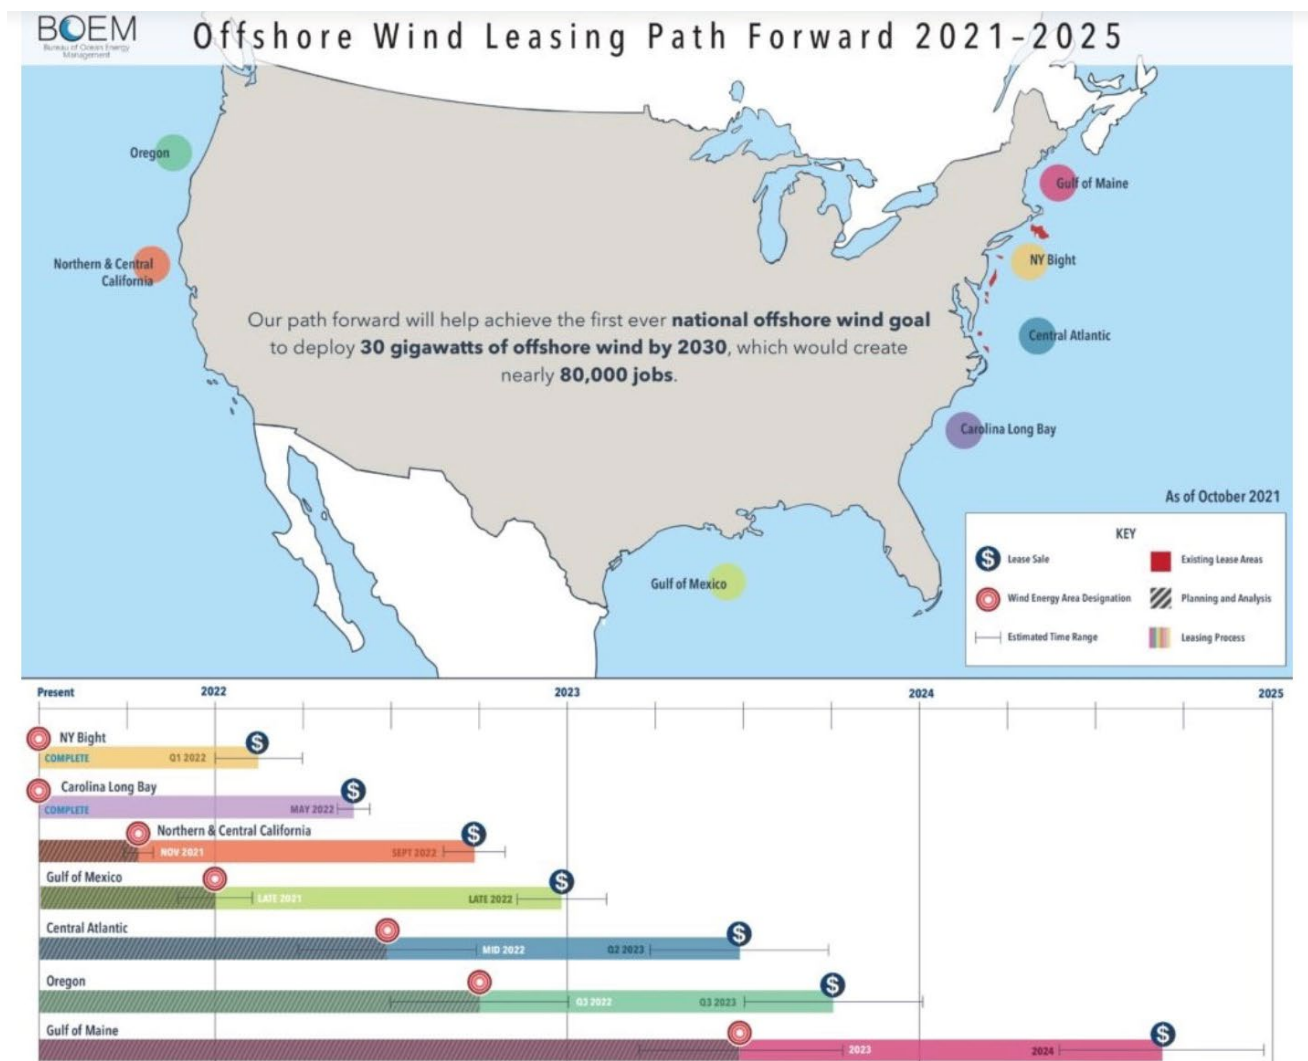 BOEM
Bureau of Ocean Energy
Management
Offshore Wind Leasing Path Forward 2021–2025
Oregon
Gulf of Maine
NY Bight
Northern & Central
California
Our path forward will help achieve the first ever national offshore wind goal
to deploy 30 gigawatts of offshore wind by 2030, which would create
nearly 80,000 jobs.
Central Atlantic
Carolina Long Bay
As of October 2021
Gulf of Mexico
KEY
$ Lease Sale
Existing Lease Areas
Wind Energy Area Designation
Planning and Analysis
Estimated Time Range
Leasing Process
Present 2022 2023 2024 2025
NY Bight $
COMPLETE Q1 2022
Carolina Long Bay $
COMPLETE MAY 2022
Northern & Central California $
NOV 2021 SEPT 2022
Gulf of Mexico $
LATE 2021 LATE 2022
Central Atlantic $
MID 2022 Q2 2023
Oregon $
Q3 2022 Q3 2023
Gulf of Maine $
2023 2024